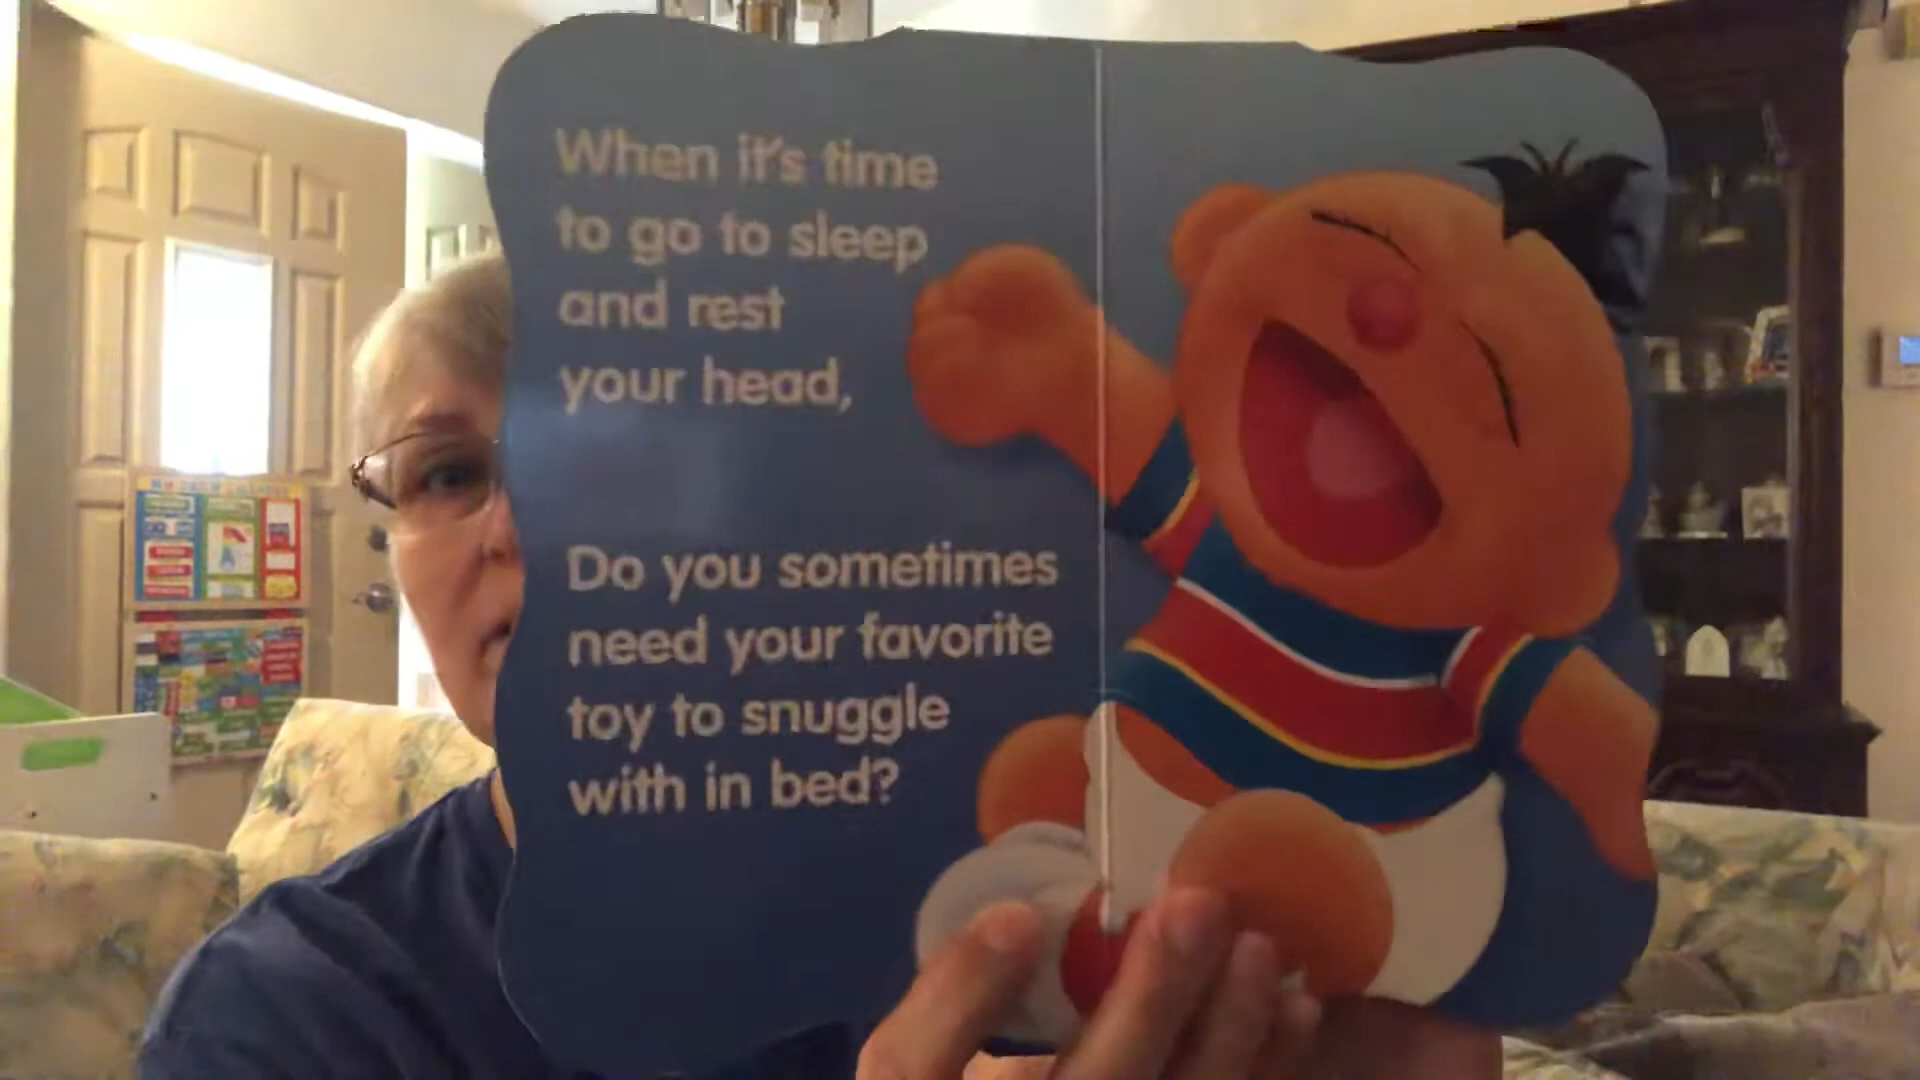 When it's time
to go to sleep
and rest
your head,
Do you sometimes
need your favorite
toy to snuggle
with in bed?